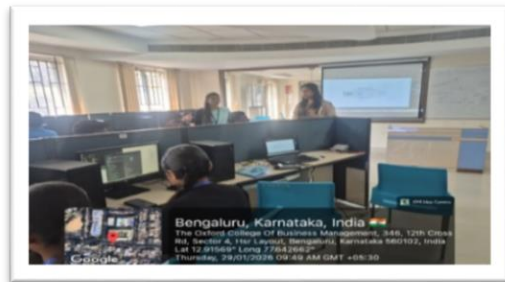 GPS Map Camera
Bengaluru, Karnataka, India
The Oxford College Of Business Management, 346, 12th Cross
Rd, Sector 4, Hsr Layout, Bengaluru, Karnataka 560102, India
Lat 12.91569° Long 77.642662°
Thursday, 29/01/2026 09:49 AM GMT +05:30
Google